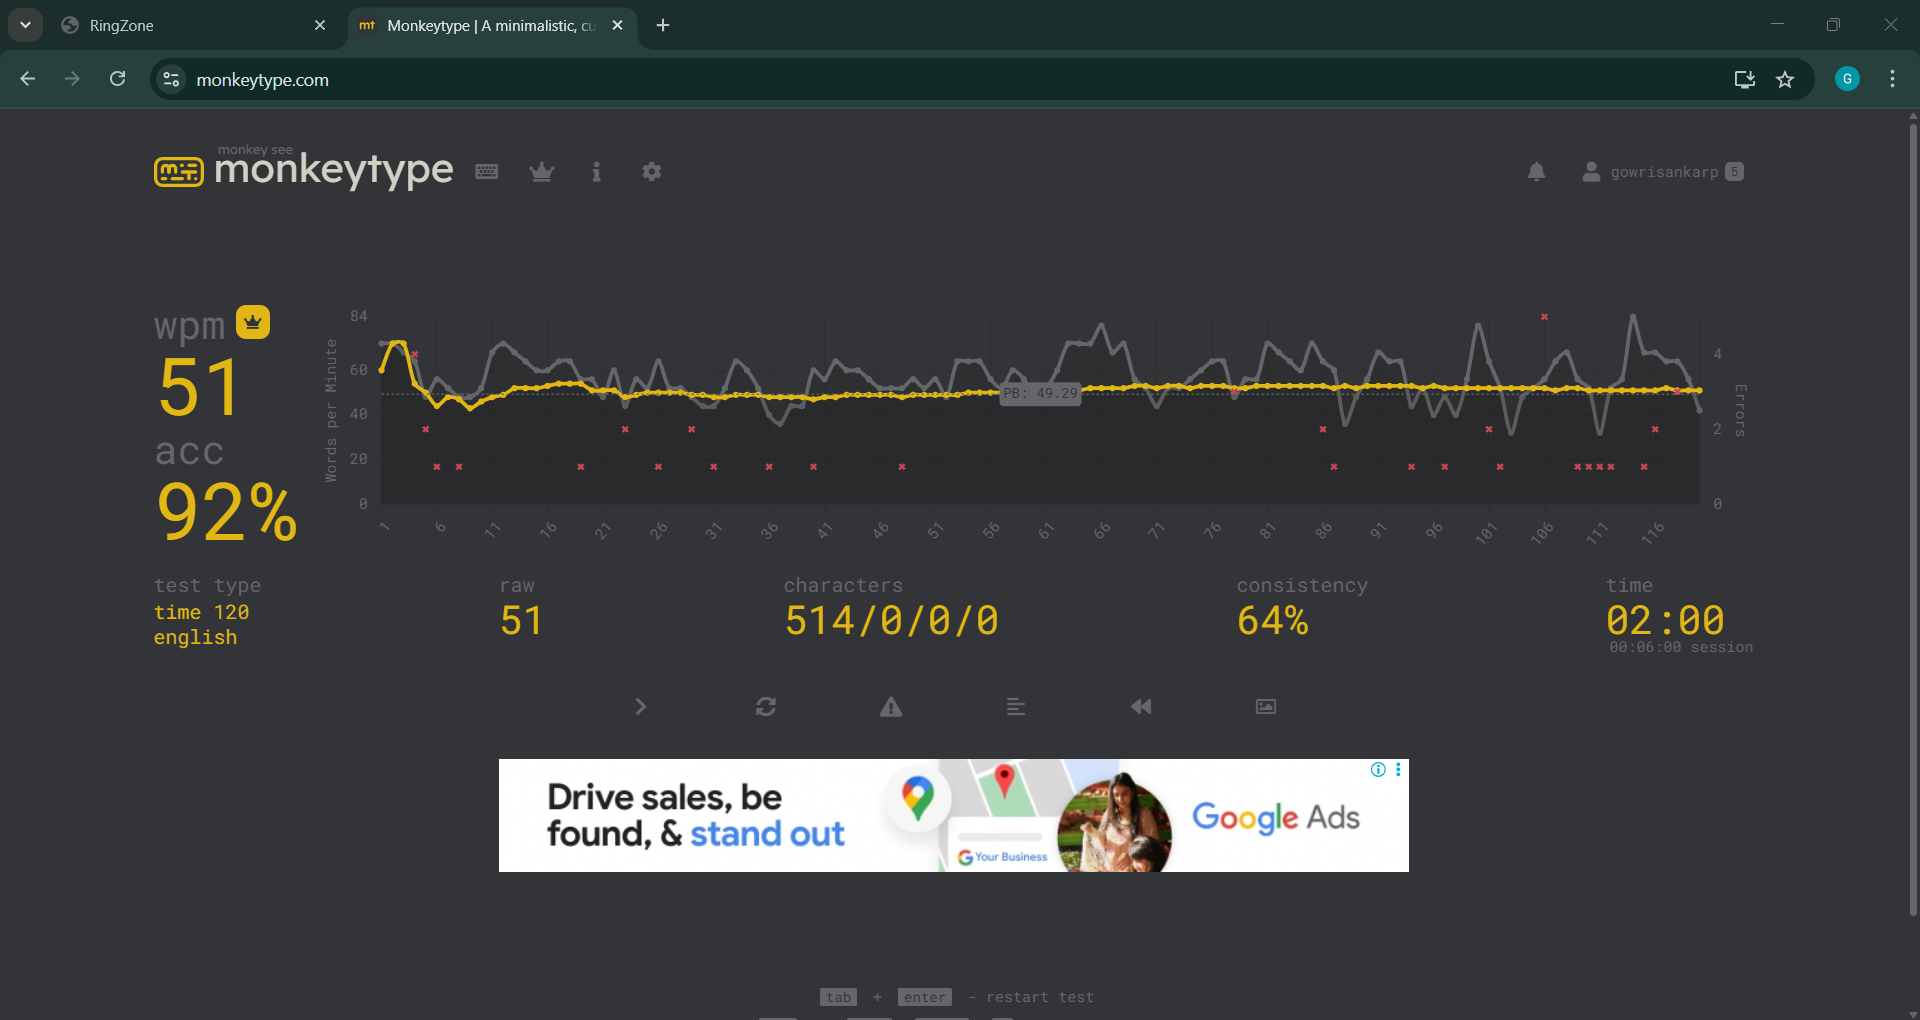 RingZone
mt Monkeytype | A minimalistic, cu
monkeytype.com
G
monkey see
monkeytype
gowrisankarp 5
wpm
51
acc
92%
Words per Minute
84
60
40
20
0
PB: 49.29
4
2
0
Errors
1 6 11 16 21 26 31 36 41 46 51 56 61 66 71 76 81 86 91 96 101 106 111 116
test type
time 120
english
raw
51
characters
514/0/0/0
consistency
64%
time
02:00
00:06:00 session
Drive sales, be
found, & stand out
G Your Business
Google Ads
tab + enter - restart test